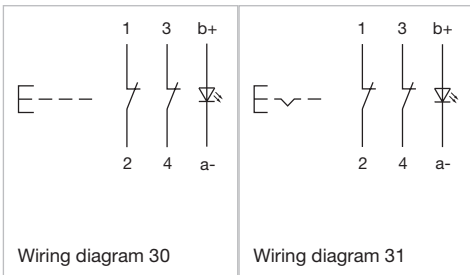 1 3 b+
2 4 a-
Wiring diagram 30
1 3 b+
2 4 a-
Wiring diagram 31